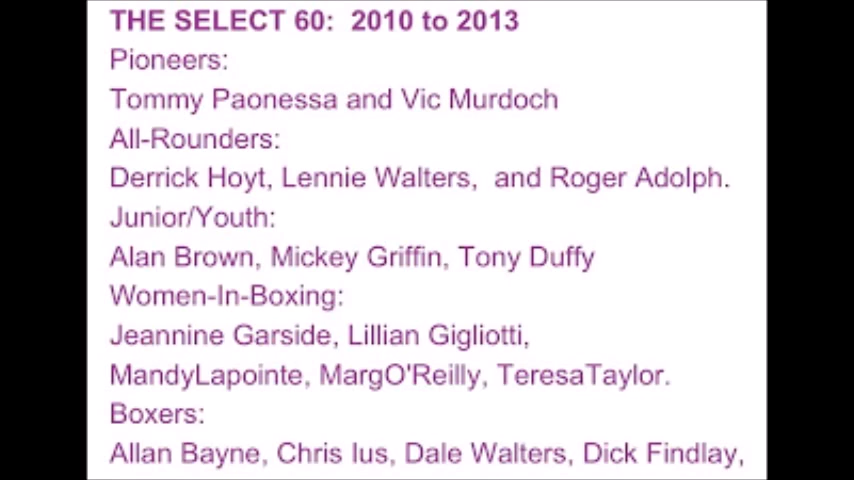 THE SELECT 60:  2010 to 2013
Pioneers:
Tommy Paonessa and Vic Murdoch
All-Rounders:
Derrick Hoyt, Lennie Walters,  and Roger Adolph.
Junior/Youth:
Alan Brown, Mickey Griffin, Tony Duffy
Women-In-Boxing:
Jeannine Garside, Lillian Gigliotti,
MandyLapointe, MargO'Reilly, TeresaTaylor.
Boxers:
Allan Bayne, Chris Ius, Dale Walters, Dick Findlay,